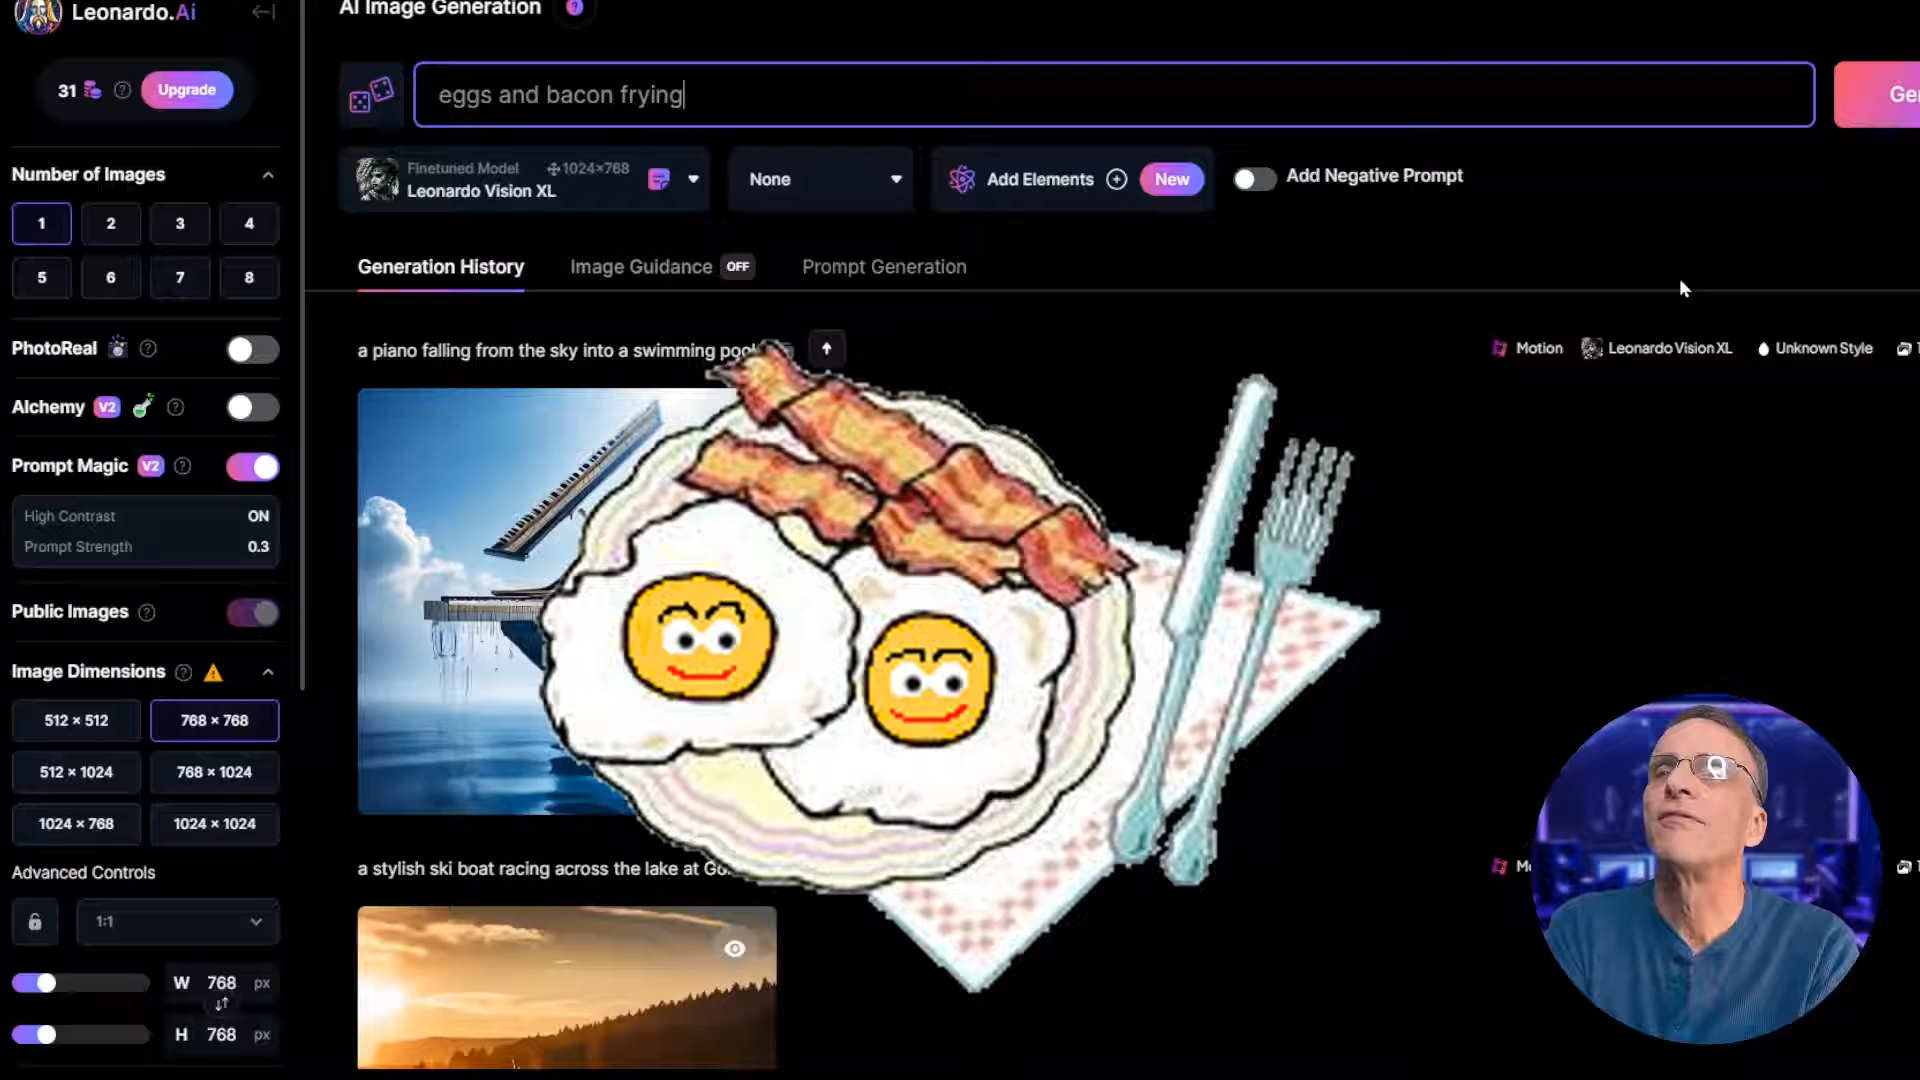 Leonardo.Ai
AI Image Generation
?
31
?
Upgrade
eggs and bacon frying
Finetuned Model
1024×768
Leonardo Vision XL
None
Add Elements
New
Add Negative Prompt
Number of Images
1 2 3 4
5 6 7 8
Generation History
Image Guidance OFF
Prompt Generation
PhotoReal ?
Alchemy V2 ?
Prompt Magic V2 ?
High Contrast ON
Prompt Strength 0.3
Public Images ?
Image Dimensions ?
512 × 512 768 × 768
512 × 1024 768 × 1024
1024 × 768 1024 × 1024
Advanced Controls
1:1
W 768 px
H 768 px
a piano falling from the sky into a swimming pool
Motion
Leonardo Vision XL
Unknown Style
a stylish ski boat racing across the lake at